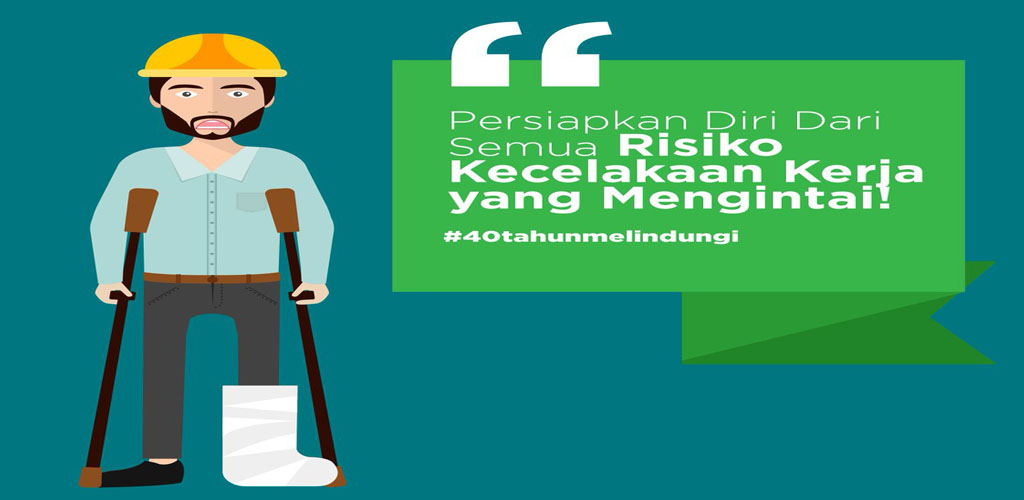 Persiapkan Diri Dari
Semua Risiko
Kecelakaan Kerja
yang Mengintai!
#40tahunmelindungi